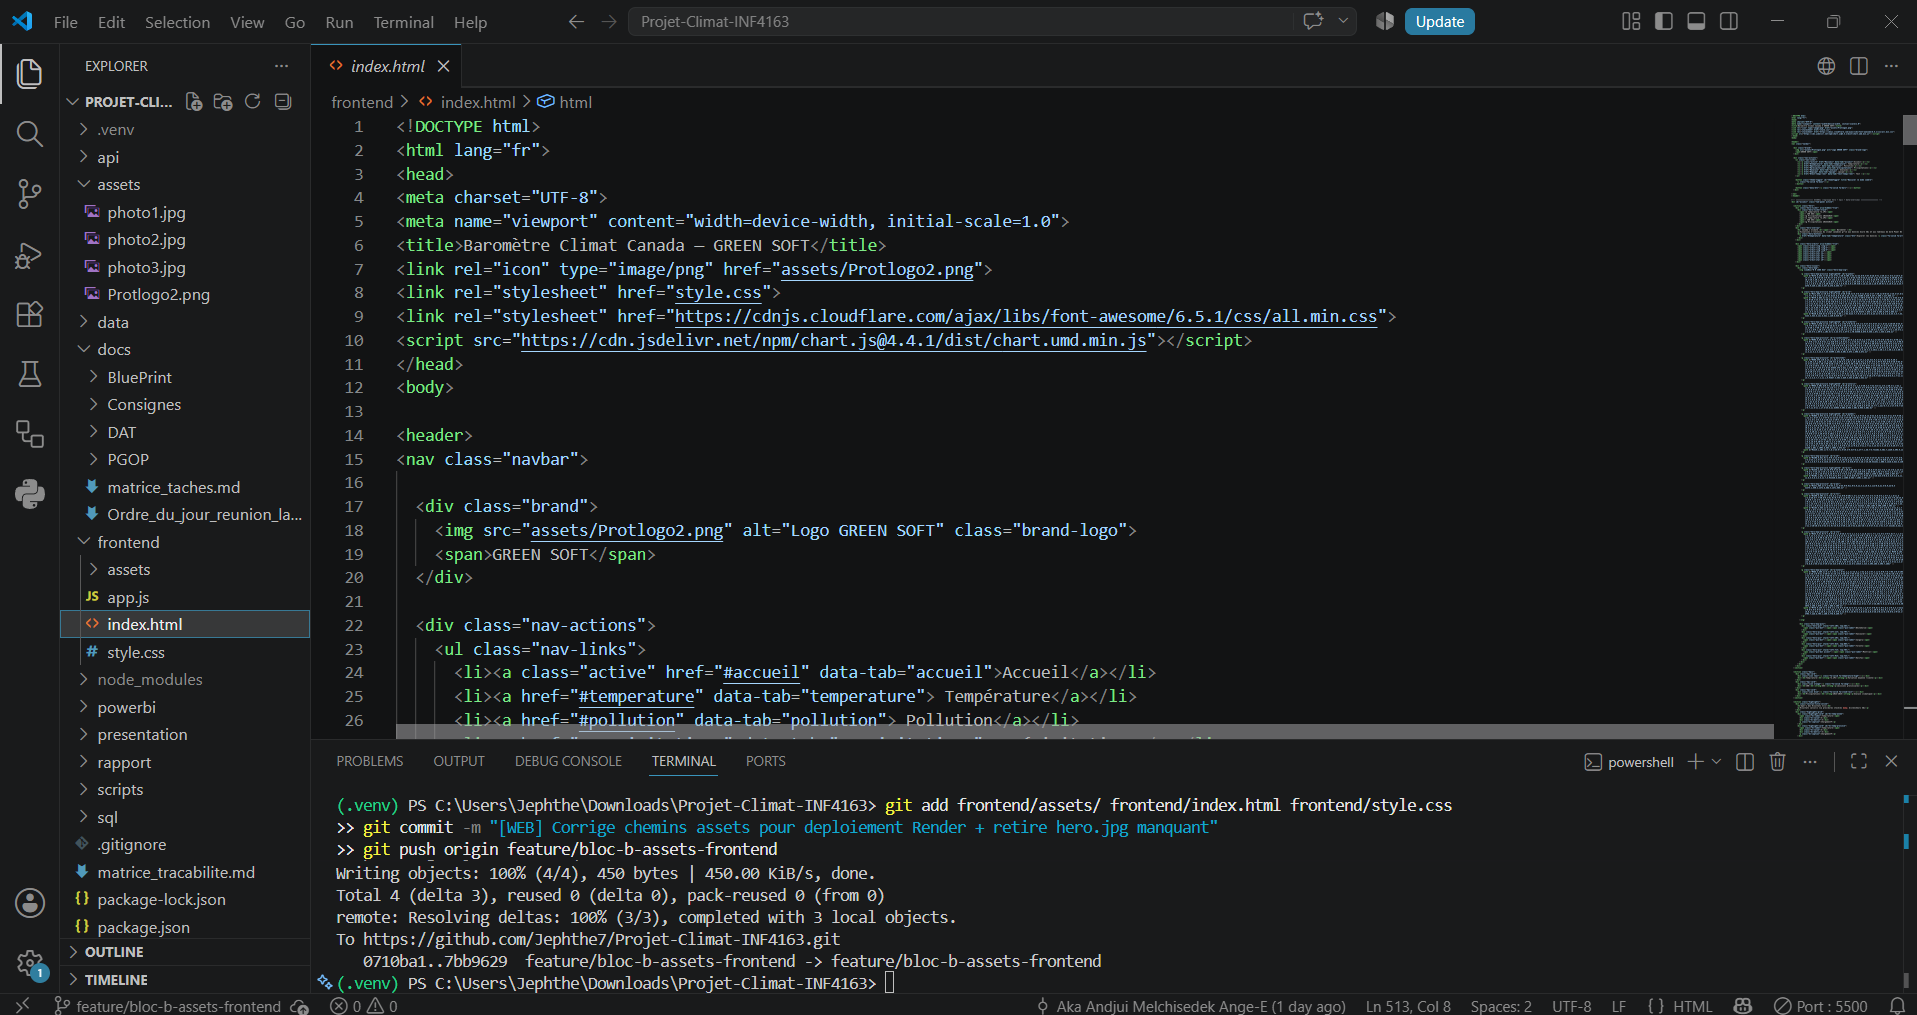 File Edit Selection View Go Run Terminal Help
Projet-Climat-INF4163
Update
EXPLORER
PROJET-CLI...
.venv
api
assets
photo1.jpg
photo2.jpg
photo3.jpg
Protlogo2.png
data
docs
BluePrint
Consignes
DAT
PGOP
matrice_taches.md
Ordre_du_jour_reunion_la...
frontend
assets
app.js
index.html
style.css
node_modules
powerbi
presentation
rapport
scripts
sql
.gitignore
matrice_tracabilite.md
package-lock.json
package.json
OUTLINE
TIMELINE
index.html
frontend > index.html > html
1 <!DOCTYPE html>
2 <html lang="fr">
3 <head>
4 <meta charset="UTF-8">
5 <meta name="viewport" content="width=device-width, initial-scale=1.0">
6 <title>Baromètre Climat Canada — GREEN SOFT</title>
7 <link rel="icon" type="image/png" href="assets/Protlogo2.png">
8 <link rel="stylesheet" href="style.css">
9 <link rel="stylesheet" href="https://cdnjs.cloudflare.com/ajax/libs/font-awesome/6.5.1/css/all.min.css">
10 <script src="https://cdn.jsdelivr.net/npm/chart.js@4.4.1/dist/chart.umd.min.js"></script>
11 </head>
12 <body>
13
14 <header>
15 <nav class="navbar">
16
17 <div class="brand">
18 <img src="assets/Protlogo2.png" alt="Logo GREEN SOFT" class="brand-logo">
19 <span>GREEN SOFT</span>
20 </div>
21
22 <div class="nav-actions">
23 <ul class="nav-links">
24 <li><a class="active" href="#accueil" data-tab="accueil">Accueil</a></li>
25 <li><a href="#temperature" data-tab="temperature"> Température</a></li>
26 <li><a href="#pollution" data-tab="pollution"> Pollution</a></li>
PROBLEMS OUTPUT DEBUG CONSOLE TERMINAL PORTS
powershell
(.venv) PS C:\Users\Jephthe\Downloads\Projet-Climat-INF4163> git add frontend/assets/ frontend/index.html frontend/style.css
>> git commit -m "[WEB] Corrige chemins assets pour deploiement Render + retire hero.jpg manquant"
>> git push origin feature/bloc-b-assets-frontend
Writing objects: 100% (4/4), 450 bytes | 450.00 KiB/s, done.
Total 4 (delta 3), reused 0 (delta 0), pack-reused 0 (from 0)
remote: Resolving deltas: 100% (3/3), completed with 3 local objects.
To https://github.com/Jephthe7/Projet-Climat-INF4163.git
0710ba1..7bb9629 feature/bloc-b-assets-frontend -> feature/bloc-b-assets-frontend
(.venv) PS C:\Users\Jephthe\Downloads\Projet-Climat-INF4163>
1
feature/bloc-b-assets-frontend 0 0 Aka Andjui Melchisedek Ange-E (1 day ago) Ln 513, Col 8 Spaces: 2 UTF-8 LF { } HTML Port : 5500